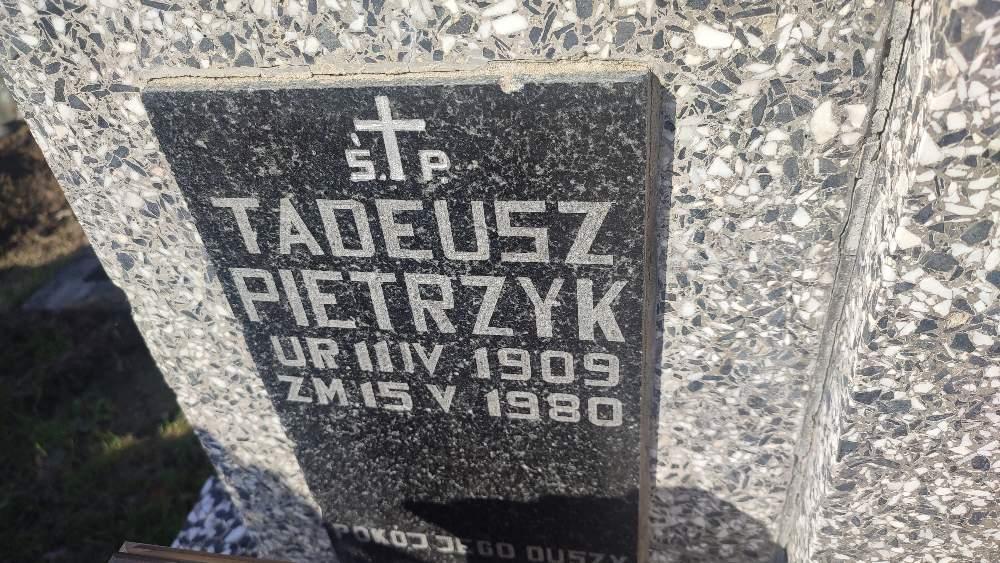 Ś. P.
TADEUSZ
PIETRZYK
UR 11 IV 1909
ZM 15. V. 1980
POKÓJ JEGO DUSZY